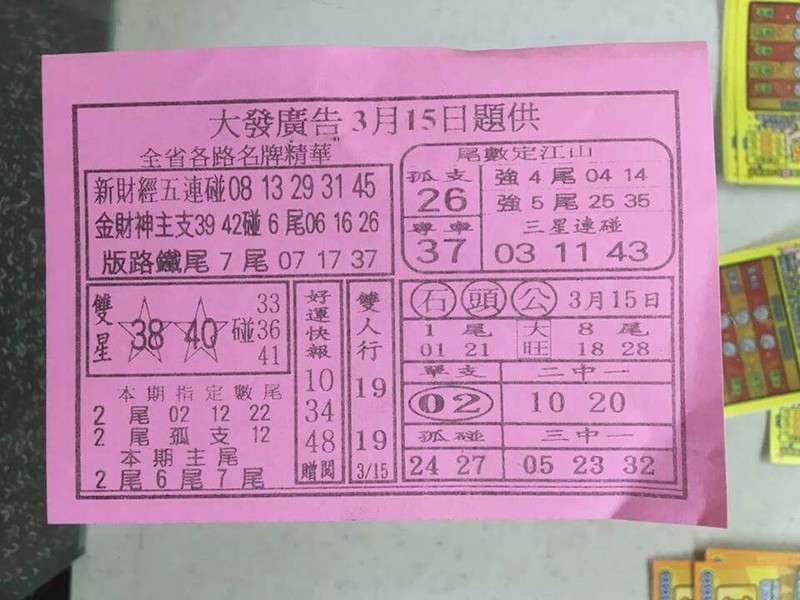 大發廣告3月15日題供
全省各路名牌精華
新財經五連碰08 13 29 31 45
金財神主支39 42碰 6 尾06 16 26
版路鐵尾 7 尾 07 17 37
尾數定江山
孤支
26
專車
37
強 4 尾 04 14
強 5 尾 25 35
三星連碰
03 11 43
雙星
38 40 碰
33
36
41
本期指定數尾
2 尾 02 12 22
2 尾 孤 支 12
本期主尾
2 尾 6 尾 7 尾
好運快報
10
34
48
贈閱
雙人行
19
19
3/15
石頭公 3月15日
1 尾
01 21
大旺
8 尾
18 28
單支
02
二中一
10 20
孤碰
24 27
三中一
05 23 32